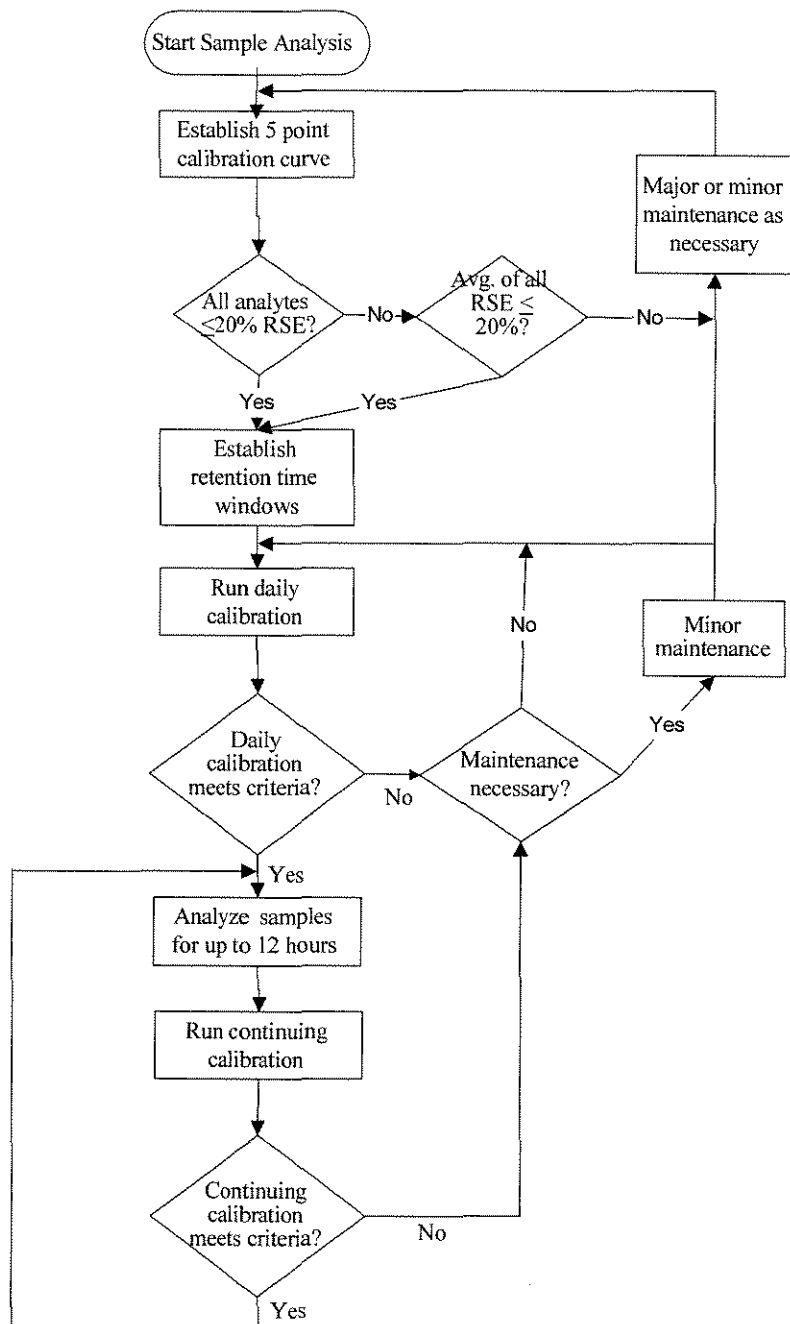 Start Sample Analysis
Establish 5 point
calibration curve
Major or minor
maintenance as
necessary
All analytes
≤20% RSE?
No
Avg. of all
RSE ≤
20%?
No
Yes
Yes
Establish
retention time
windows
Run daily
calibration
No
Minor
maintenance
Yes
Daily
calibration
meets criteria?
No
Maintenance
necessary?
Yes
Analyze samples
for up to 12 hours
Run continuing
calibration
Continuing
calibration
meets criteria?
No
Yes